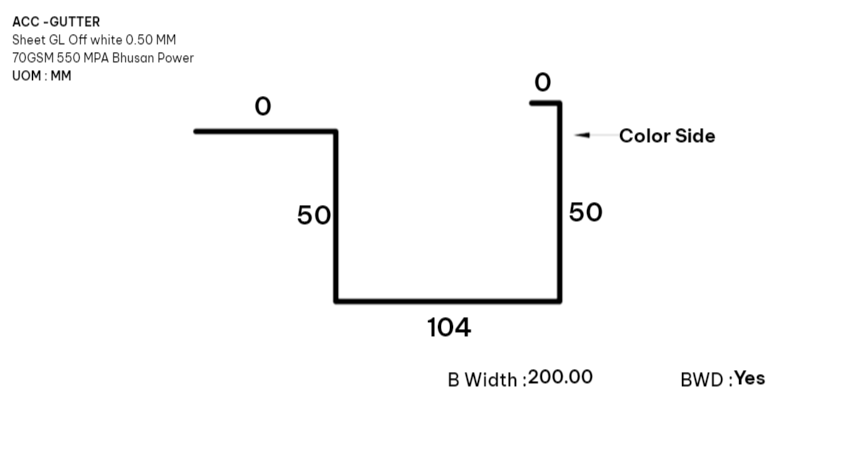 ACC -GUTTER
Sheet GL Off white 0.50 MM
70GSM 550 MPA Bhusan Power
UOM : MM
0
0
Color Side
50
50
104
B Width :200.00
BWD :Yes